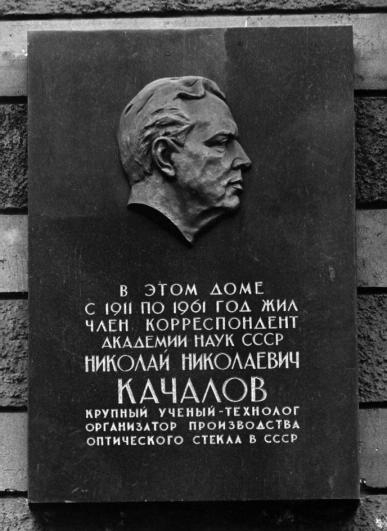 В ЭТОМ ДОМЕ
С 1911 ПО 1961 ГОД ЖИЛ
ЧЛЕН КОРРЕСПОНДЕНТ
АКАДЕМИИ НАУК СССР
НИКОЛАЙ НИКОЛАЕВИЧ
КАЧАЛОВ
КРУПНЫЙ УЧЕНЫЙ-ТЕХНОЛОГ
ОРГАНИЗАТОР ПРОИЗВОДСТВА
ОПТИЧЕСКОГО СТЕКЛА В СССР